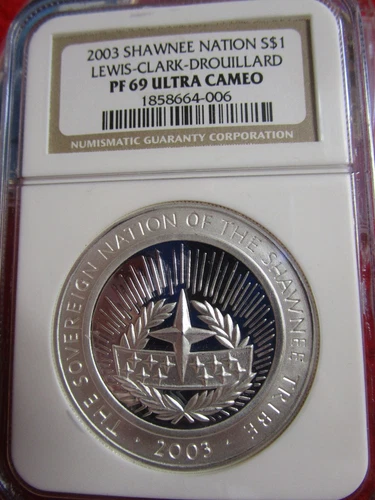 2003 SHAWNEE NATION S$1
LEWIS-CLARK-DROUILLARD
PF 69 ULTRA CAMEO
1858664-006
NUMISMATIC GUARANTY CORPORATION
· THE SOVEREIGN NATION OF THE SHAWNEE TRIBE ·
2003